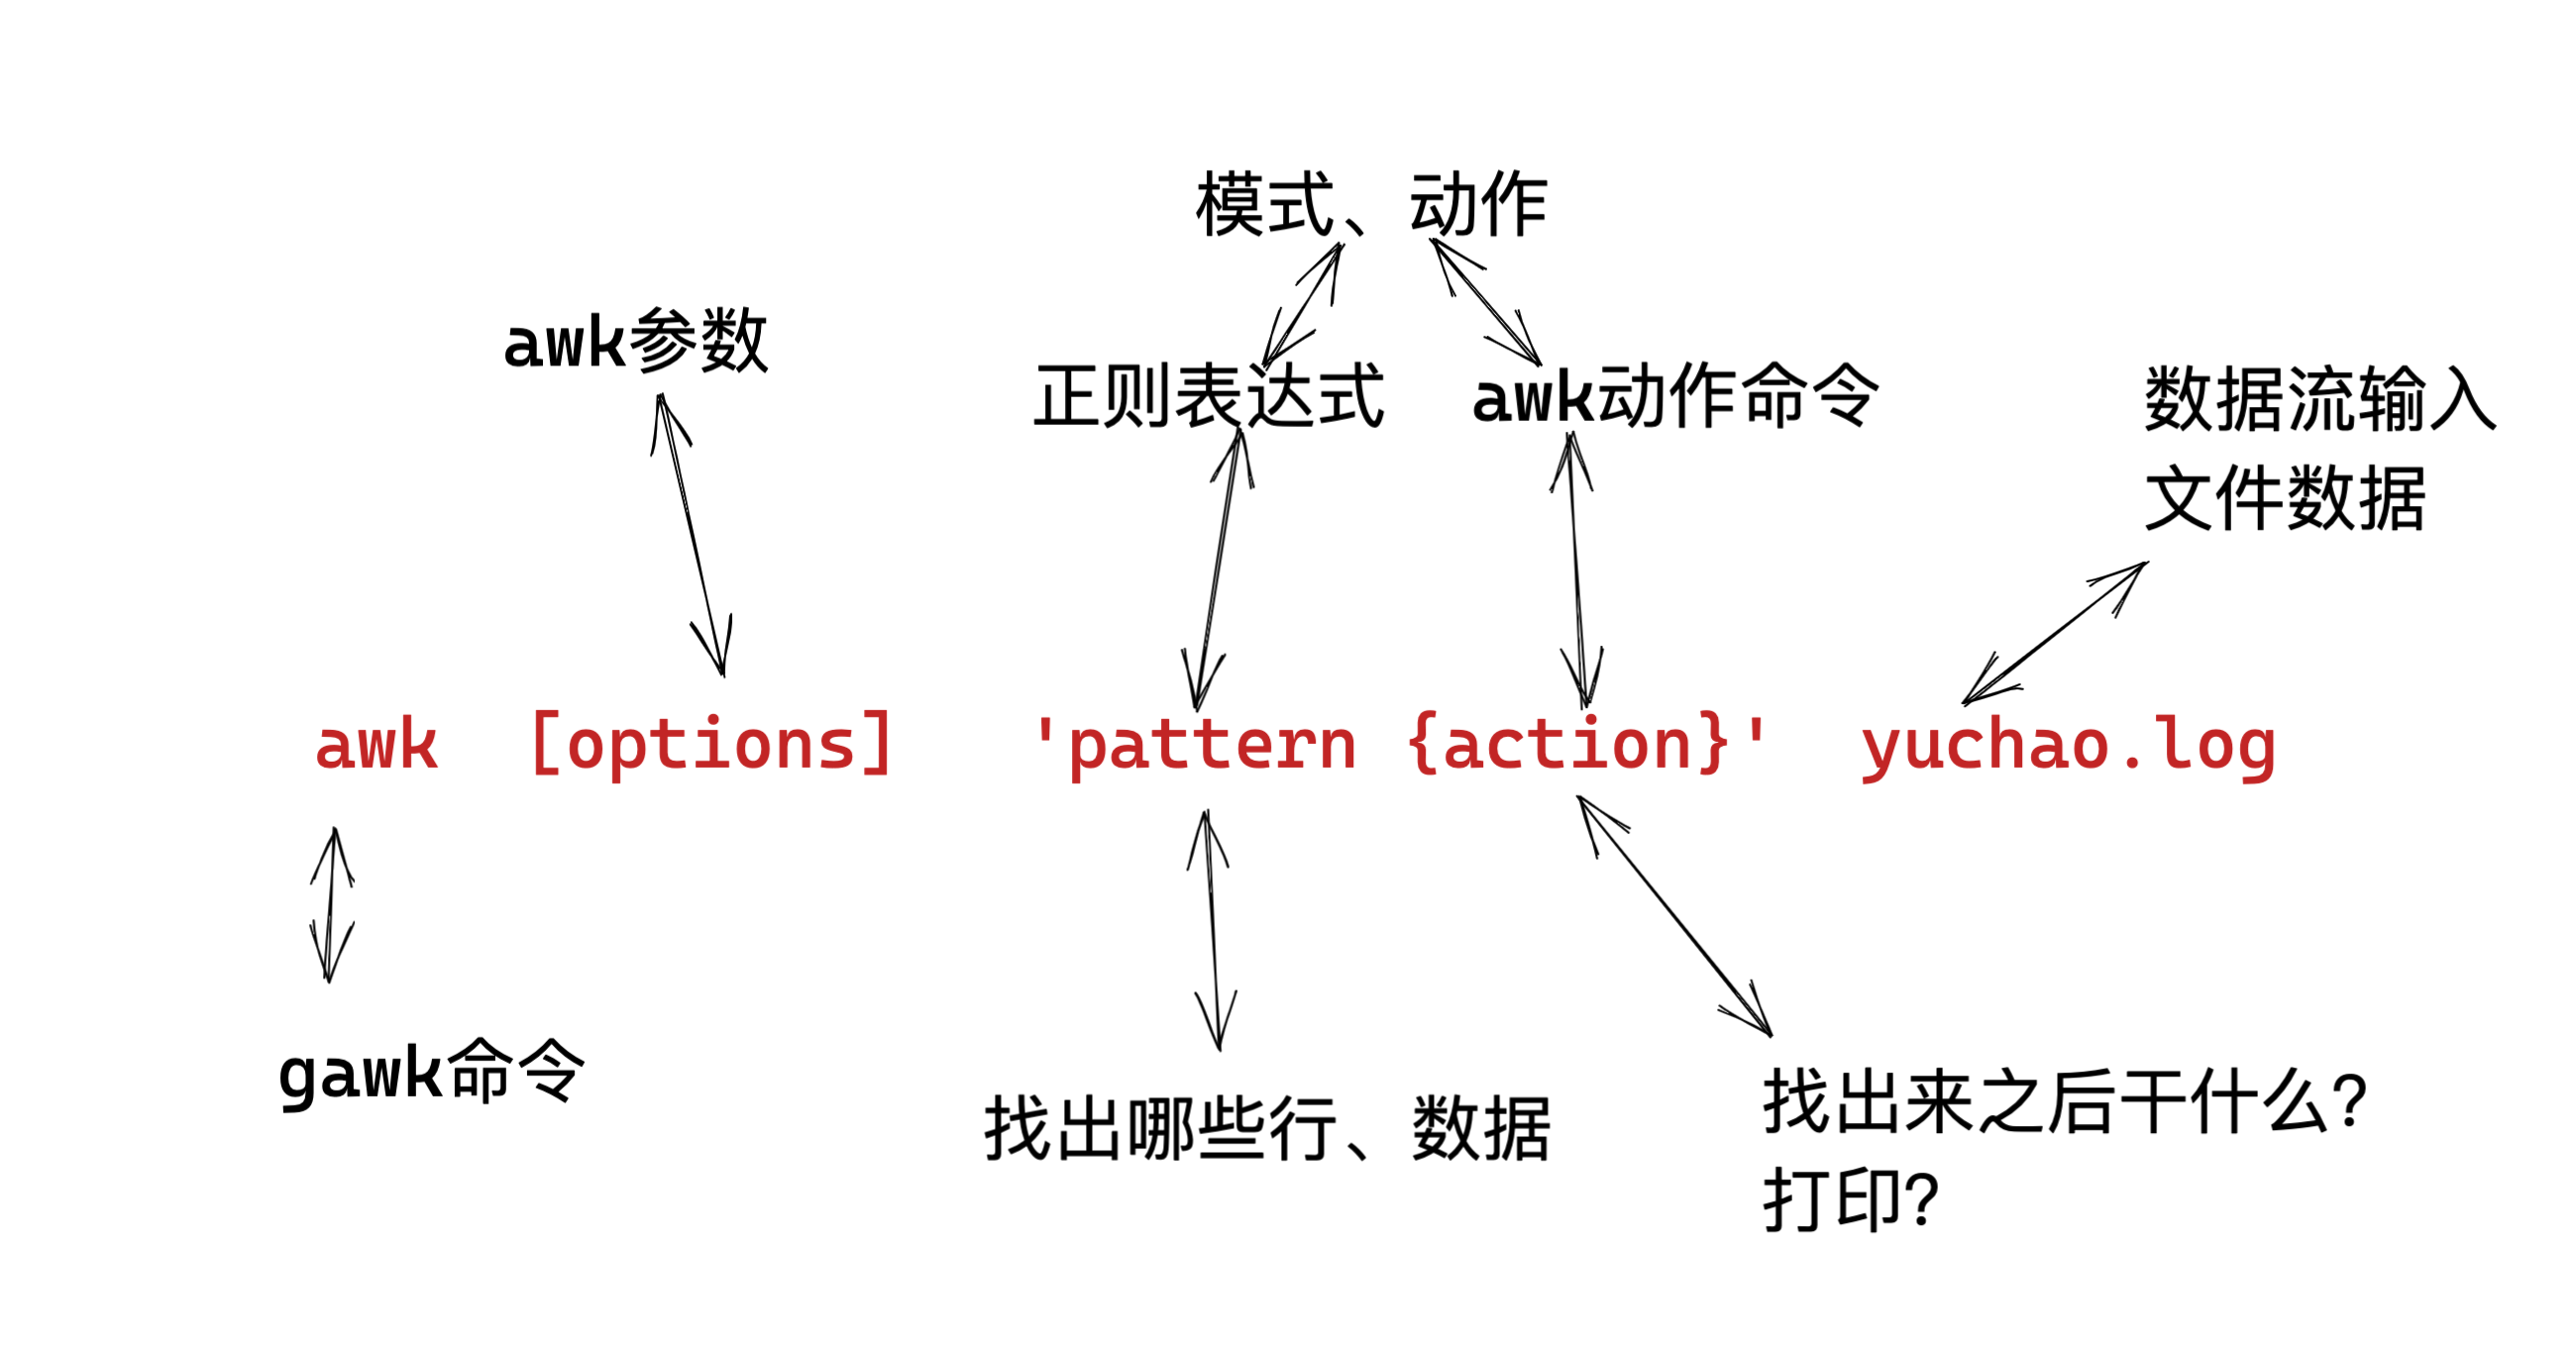 模式、动作
awk参数
正则表达式
awk动作命令
数据流输入
文件数据
awk [options] 'pattern {action}' yuchao.log
gawk命令
找出哪些行、数据
找出来之后干什么?
打印?